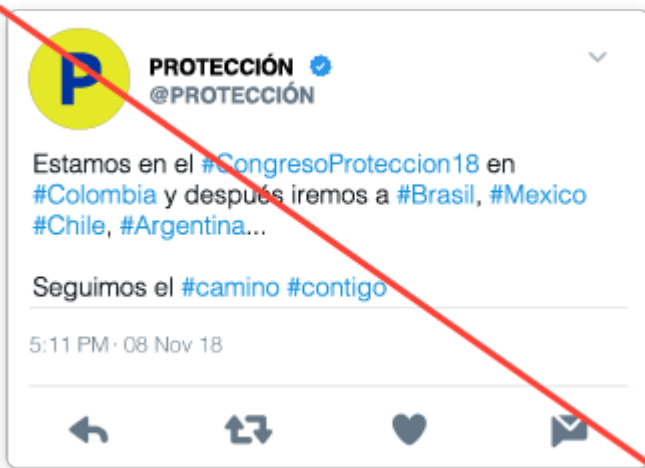 P
PROTECCIÓN
@PROTECCIÓN
Estamos en el #CongresoProteccion18 en
#Colombia y después iremos a #Brasil, #Mexico
#Chile, #Argentina...
Seguimos el #camino #contigo
5:11 PM · 08 Nov 18